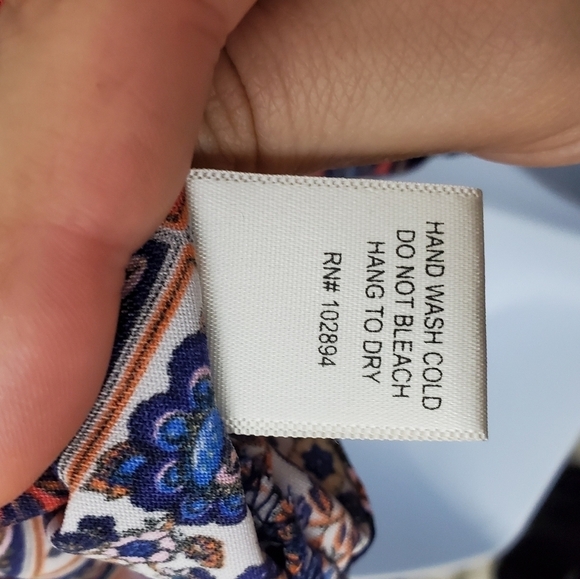 HAND WASH COLD
DO NOT BLEACH
HANG TO DRY
RN# 102894